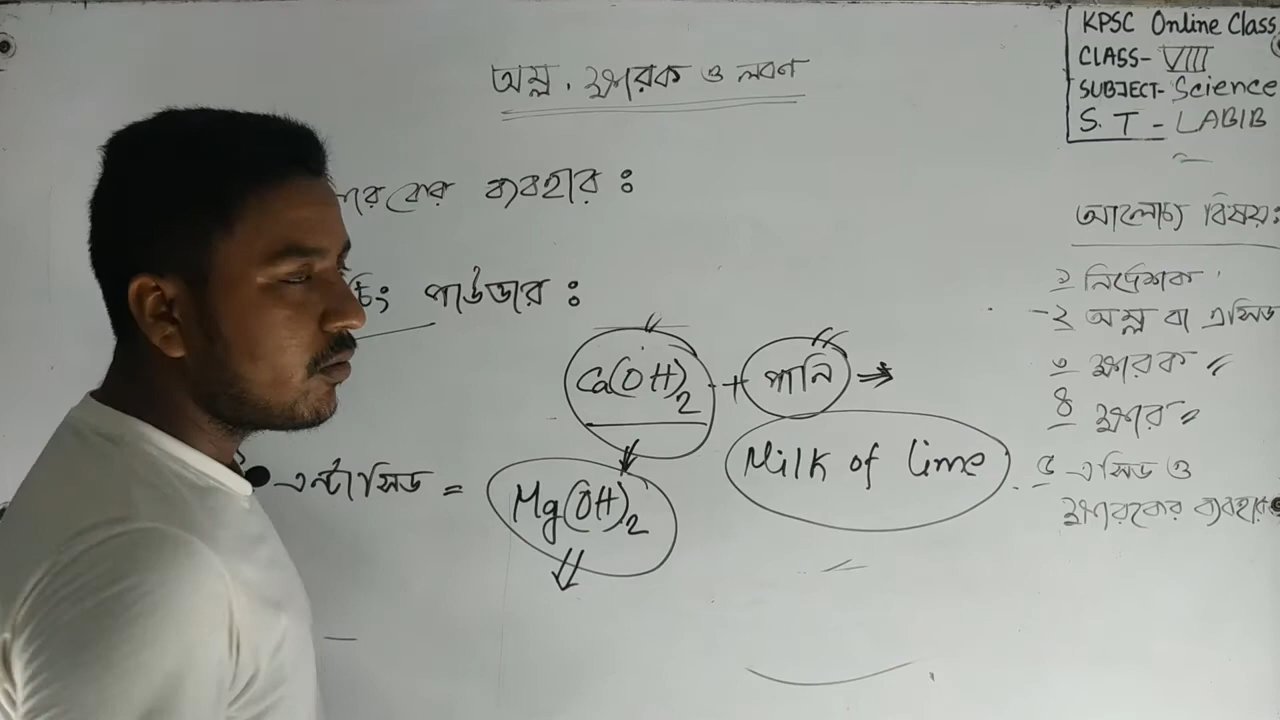 অম্ল, ক্ষারক ও লবণ
ব্যবহার :
পাউডার :
Ca(OH)2 + পানি →
Milk of lime
এন্টাসিড = Mg(OH)2
KPSC Online Class
CLASS- VIII
SUBJECT- Science
S.T - LABIB
আলোচ্য বিষয়:
১ নির্দেশক
২ অম্ল বা এসিড
৩ ক্ষারক "
৪ ক্ষার "
৫ এসিড ও
ক্ষারকের ব্যবহার